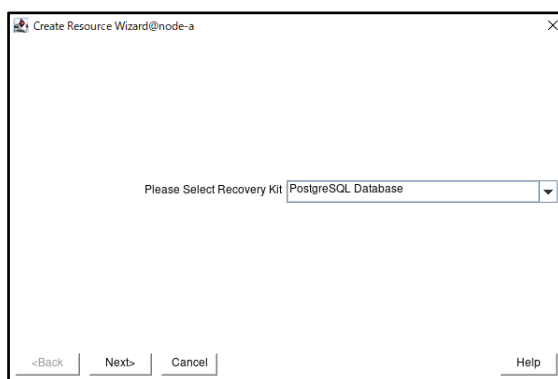 Create Resource Wizard@node-a
Please Select Recovery Kit PostgreSQL Database
<Back Next> Cancel Help